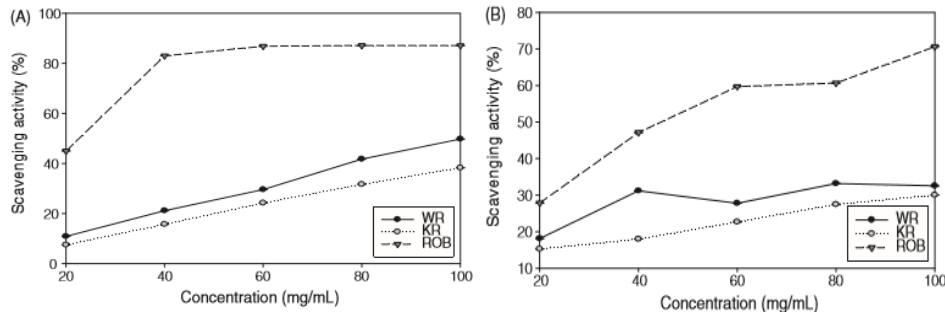 (A)
100
80
60
40
20
0
Scavenging activity (%)
WR
KR
ROB
20 40 60 80 100
Concentration (mg/mL)
(B)
80
70
60
50
40
30
20
10
Scavenging activity (%)
WR
KR
ROB
20 40 60 80 100
Concentration (mg/mL)